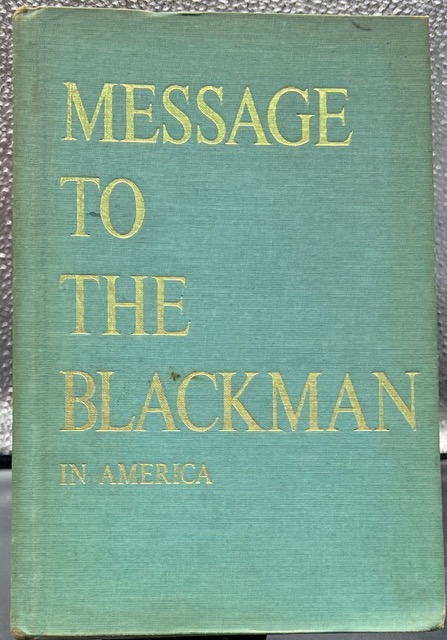 MESSAGE
TO
THE
BLACKMAN
IN AMERICA